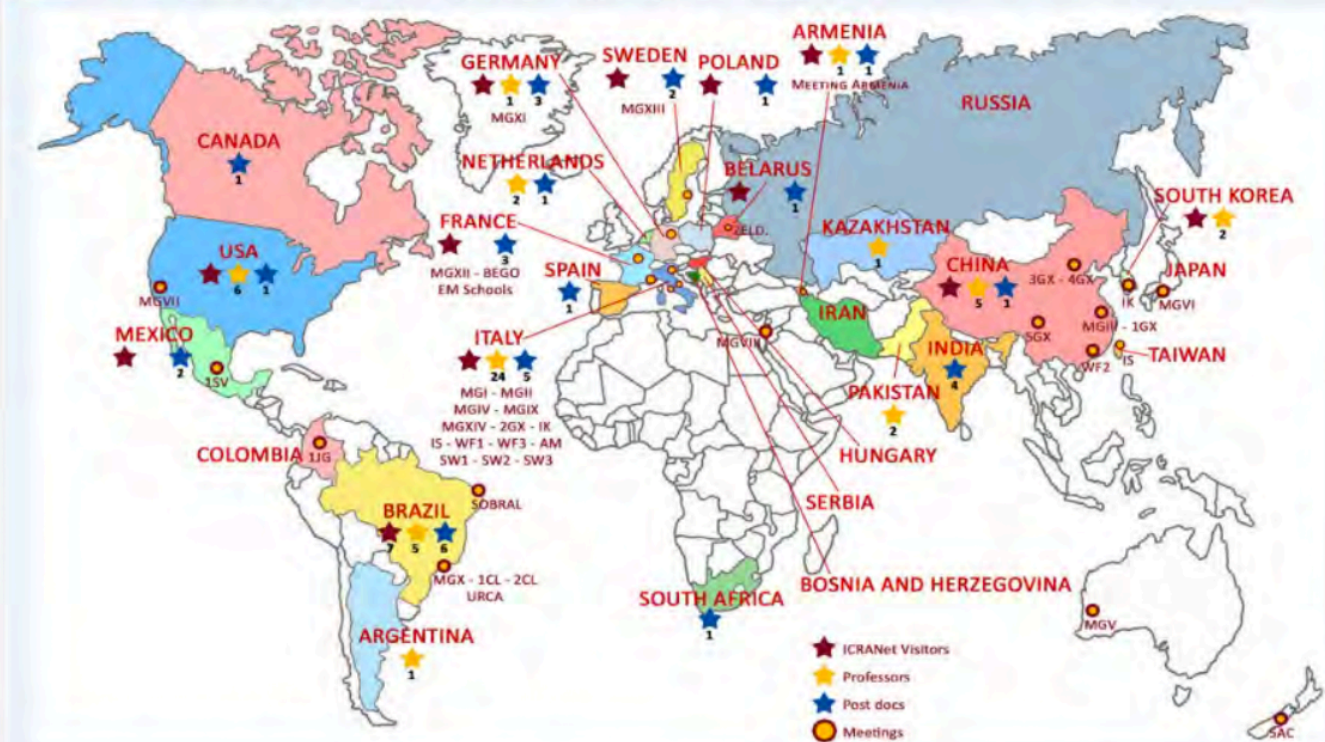 ARMENIA
1 1
MEETING ARMENIA
GERMANY
1 3
MGXI
SWEDEN
2
MGXIII
POLAND
1
RUSSIA
CANADA
1
NETHERLANDS
2 1
BELARUS
1
ZELD.
SOUTH KOREA
2
FRANCE
3
MGXII - BEGO
EM Schools
KAZAKHSTAN
1
USA
6 1
MGVII
SPAIN
1
CHINA
5 1
3GX - 4GX
JAPAN
IK
MGVI
MEXICO
2
1SV
ITALY
24 5
MGI - MGII
MGIV - MGIX
MGXIV - 2GX - IK
IS - WF1 - WF3 - AM
SW1 - SW2 - SW3
MGVIII
IRAN
INDIA
4
5GX
MGIV - 1GX
WF2
IS
TAIWAN
PAKISTAN
2
COLOMBIA
1JG
HUNGARY
SOBRAL
SERBIA
BRAZIL
7 5 6
MGX - 1CL - 2CL
URCA
BOSNIA AND HERZEGOVINA
SOUTH AFRICA
1
MGV
ARGENTINA
1
ICRANet Visitors
Professors
Post docs
Meetings
SAC